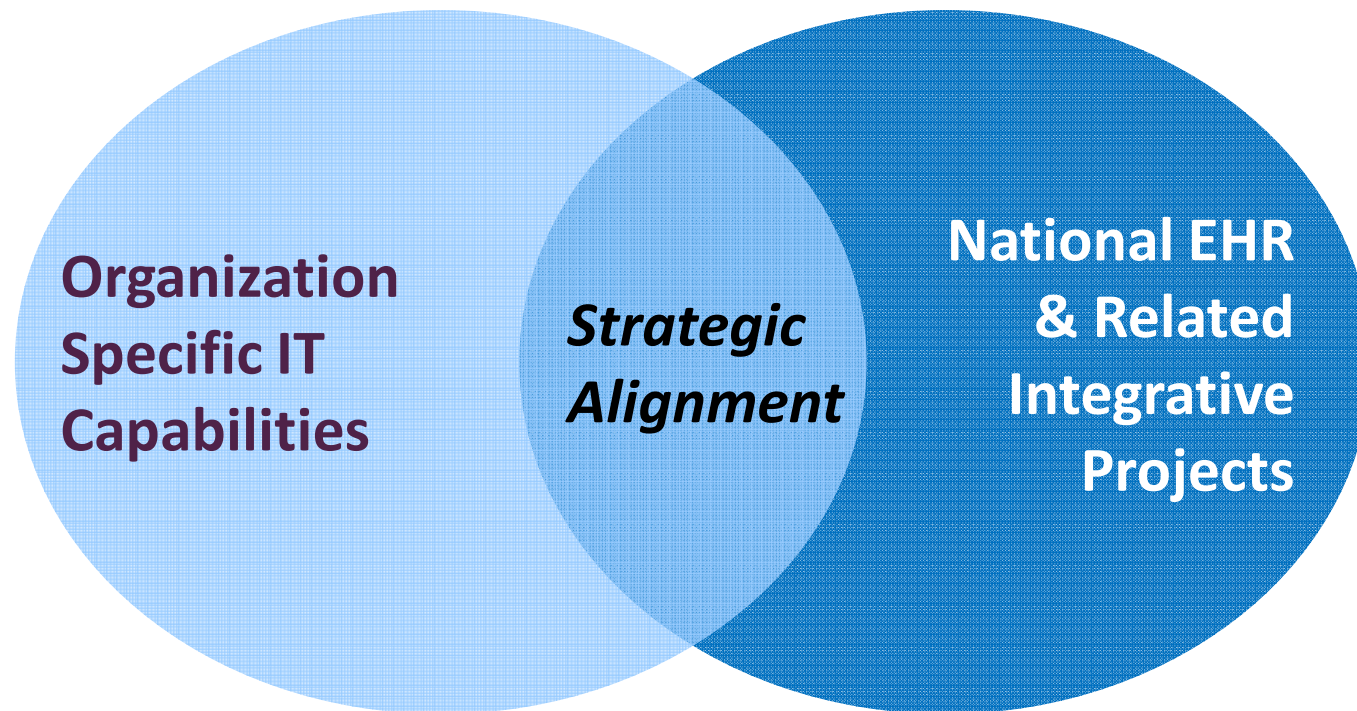 Organization
Specific IT
Capabilities
Strategic
Alignment
National EHR
& Related
Integrative
Projects